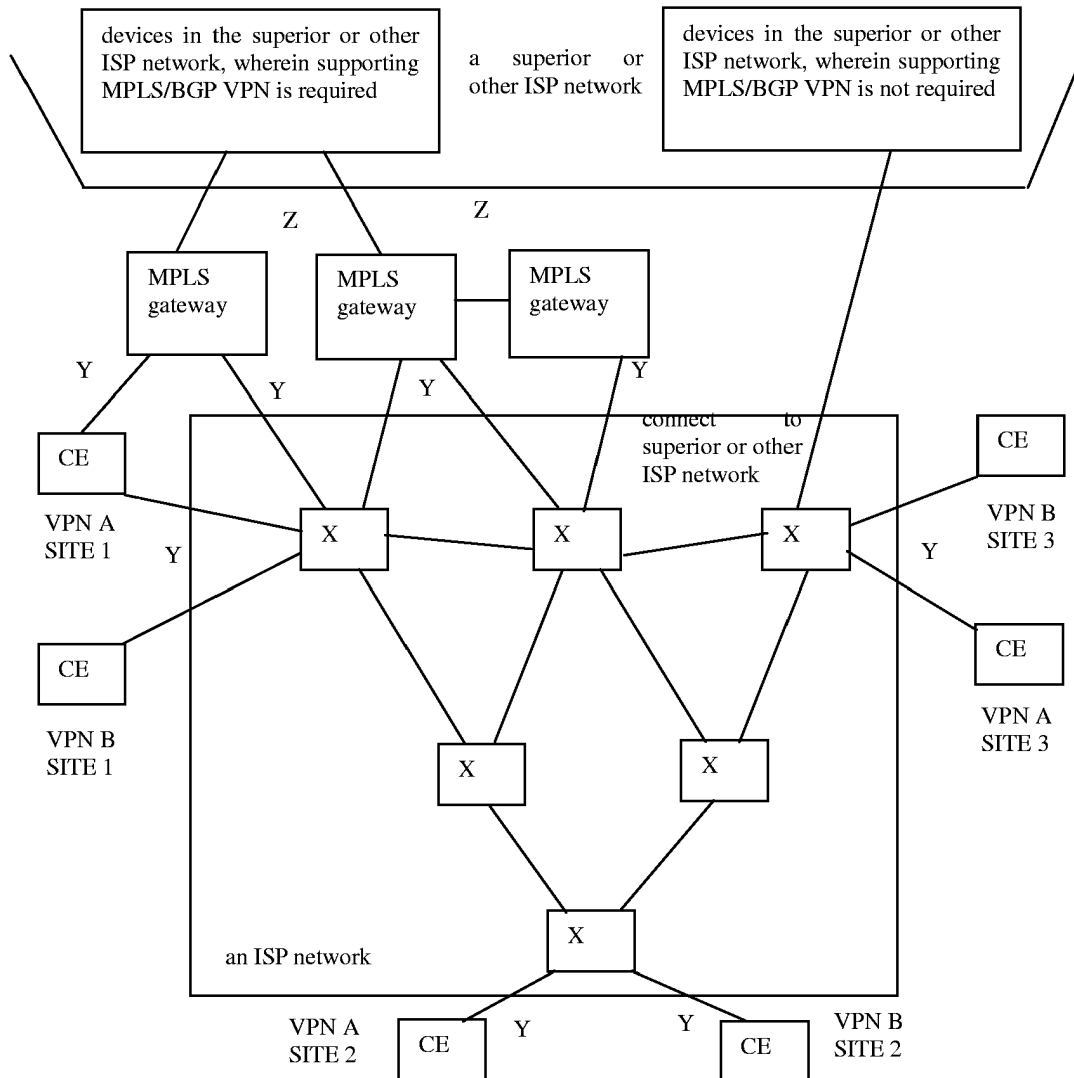 devices in the superior or other
ISP network, wherein supporting
MPLS/BGP VPN is required
a superior or
other ISP network
devices in the superior or other
ISP network, wherein supporting
MPLS/BGP VPN is not required
Z
Z
MPLS
gateway
MPLS
gateway
MPLS
gateway
Y
Y
Y
Y
connect to
superior or other
ISP network
CE
CE
VPN A
SITE 1
Y
X
X
X
VPN B
SITE 3
Y
CE
CE
VPN B
SITE 1
VPN A
SITE 3
X
X
X
an ISP network
VPN A
SITE 2
CE
Y
Y
CE
VPN B
SITE 2